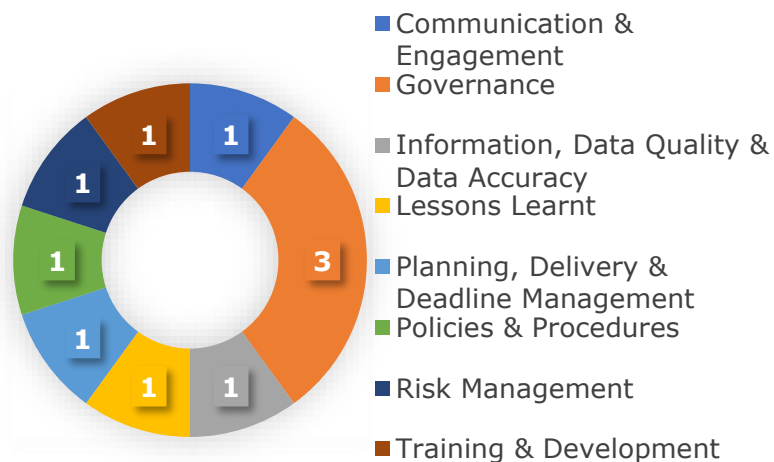 Communication &
Engagement
Governance
Information, Data Quality &
Data Accuracy
Lessons Learnt
Planning, Delivery &
Deadline Management
Policies & Procedures
Risk Management
Training & Development
1
1
3
1
1
1
1
1